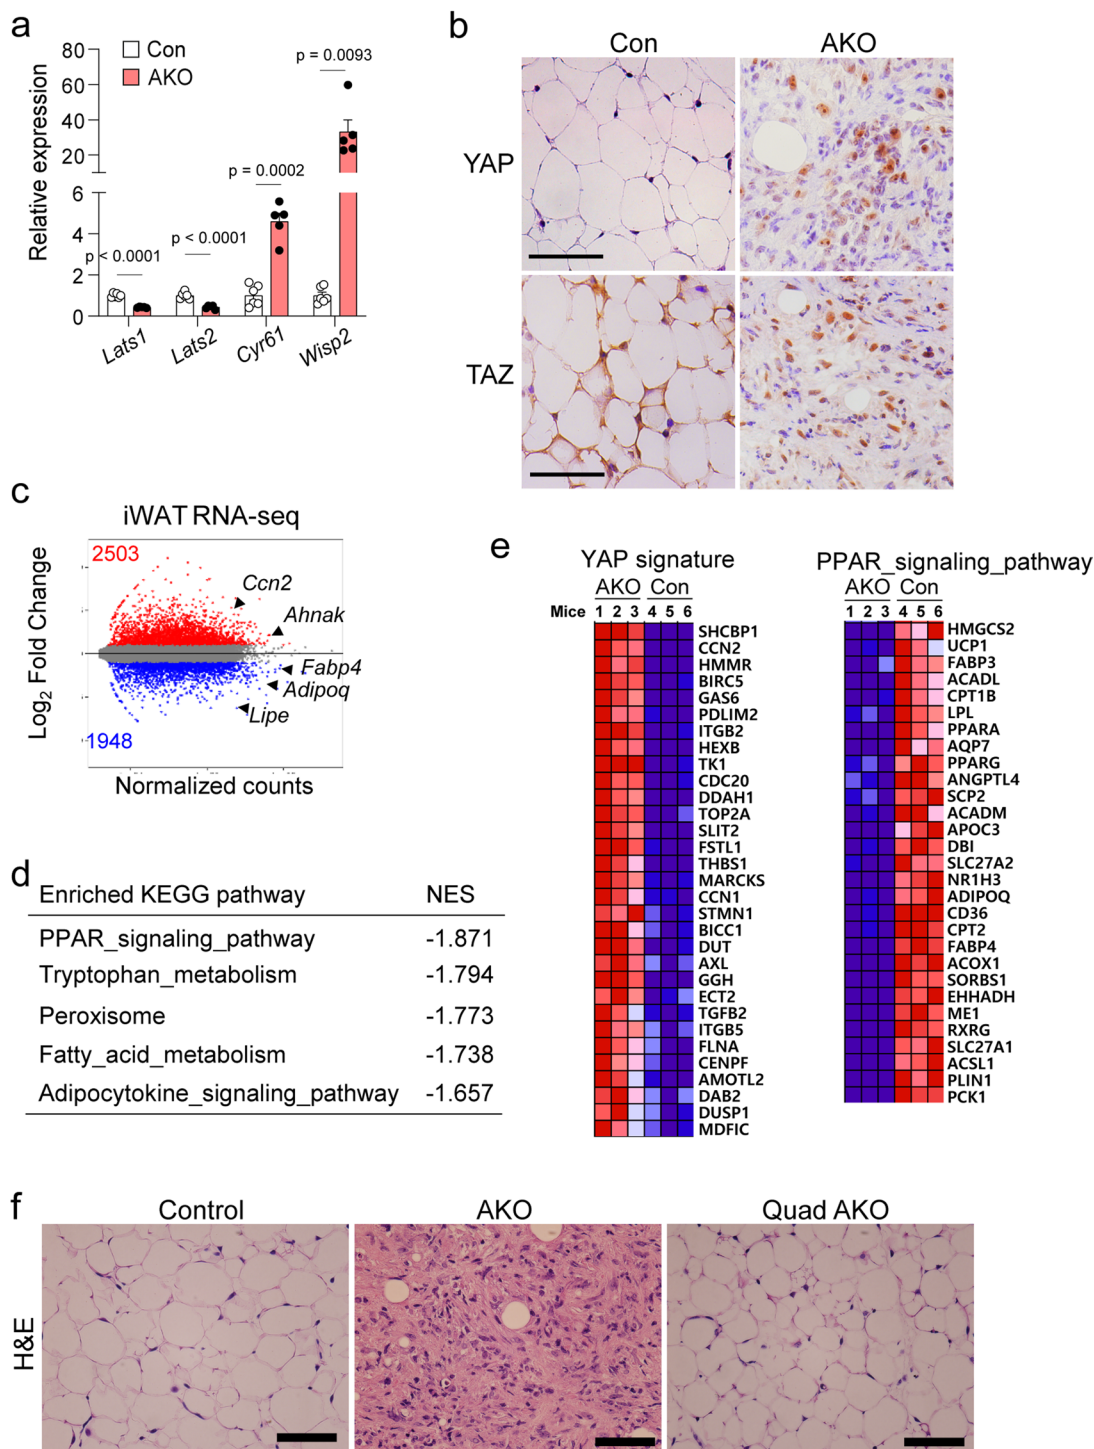 a
80
60
40
20
6
4
2
0
Relative expression
Con
AKO
p < 0.0001
p < 0.0001
p = 0.0002
p = 0.0093
Lats1
Lats2
Cyr61
Wisp2
b
Con
AKO
YAP
TAZ
c
iWAT RNA-seq
2503
Ccn2
Ahnak
Fabp4
Adipoq
Lipe
1948
Log2 Fold Change
Normalized counts
d
Enriched KEGG pathway NES
PPAR_signaling_pathway -1.871
Tryptophan_metabolism -1.794
Peroxisome -1.773
Fatty_acid_metabolism -1.738
Adipocytokine_signaling_pathway -1.657
e
YAP signature
AKO Con
Mice 1 2 3 4 5 6
SHCBP1
CCN2
HMMR
BIRC5
GAS6
PDLIM2
ITGB2
HEXB
TK1
CDC20
DDAH1
TOP2A
SLIT2
FSTL1
THBS1
MARCKS
CCN1
STMN1
BICC1
DUT
AXL
GGH
ECT2
TGFB2
ITGB5
FLNA
CENPF
AMOTL2
DAB2
DUSP1
MDFIC
PPAR_signaling_pathway
AKO Con
1 2 3 4 5 6
HMGCS2
UCP1
FABP3
ACADL
CPT1B
LPL
PPARA
AQP7
PPARG
ANGPTL4
SCP2
ACADM
APOC3
DBI
SLC27A2
NR1H3
ADIPOQ
CD36
CPT2
FABP4
ACOX1
SORBS1
EHHADH
ME1
RXRG
SLC27A1
ACSL1
PLIN1
PCK1
f
Control
AKO
Quad AKO
H&E